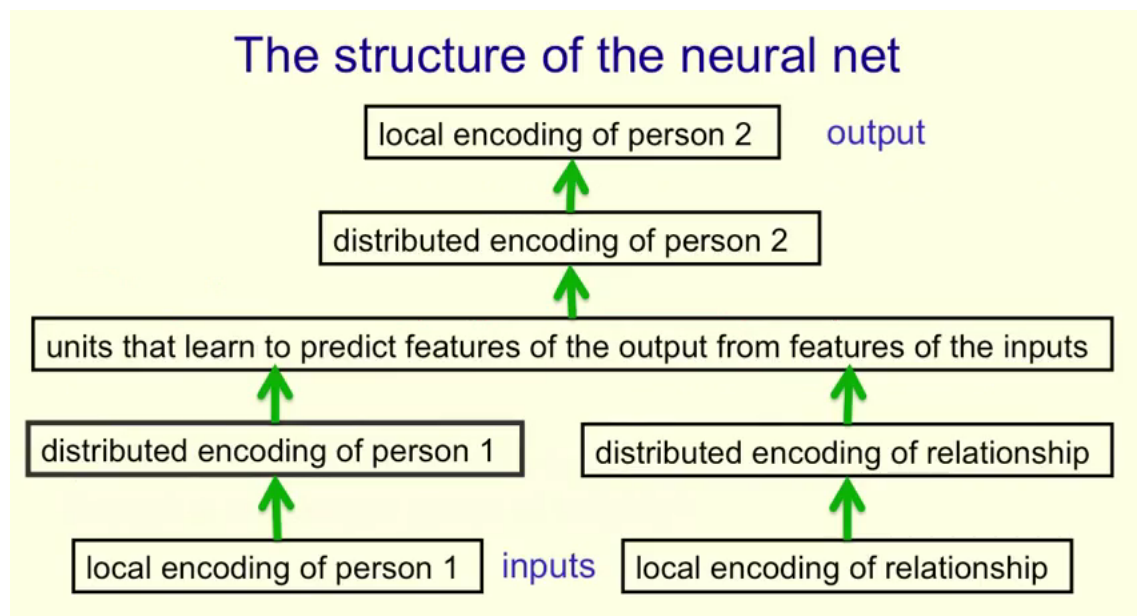 The structure of the neural net
local encoding of person 2
output
distributed encoding of person 2
units that learn to predict features of the output from features of the inputs
distributed encoding of person 1
distributed encoding of relationship
local encoding of person 1
inputs
local encoding of relationship